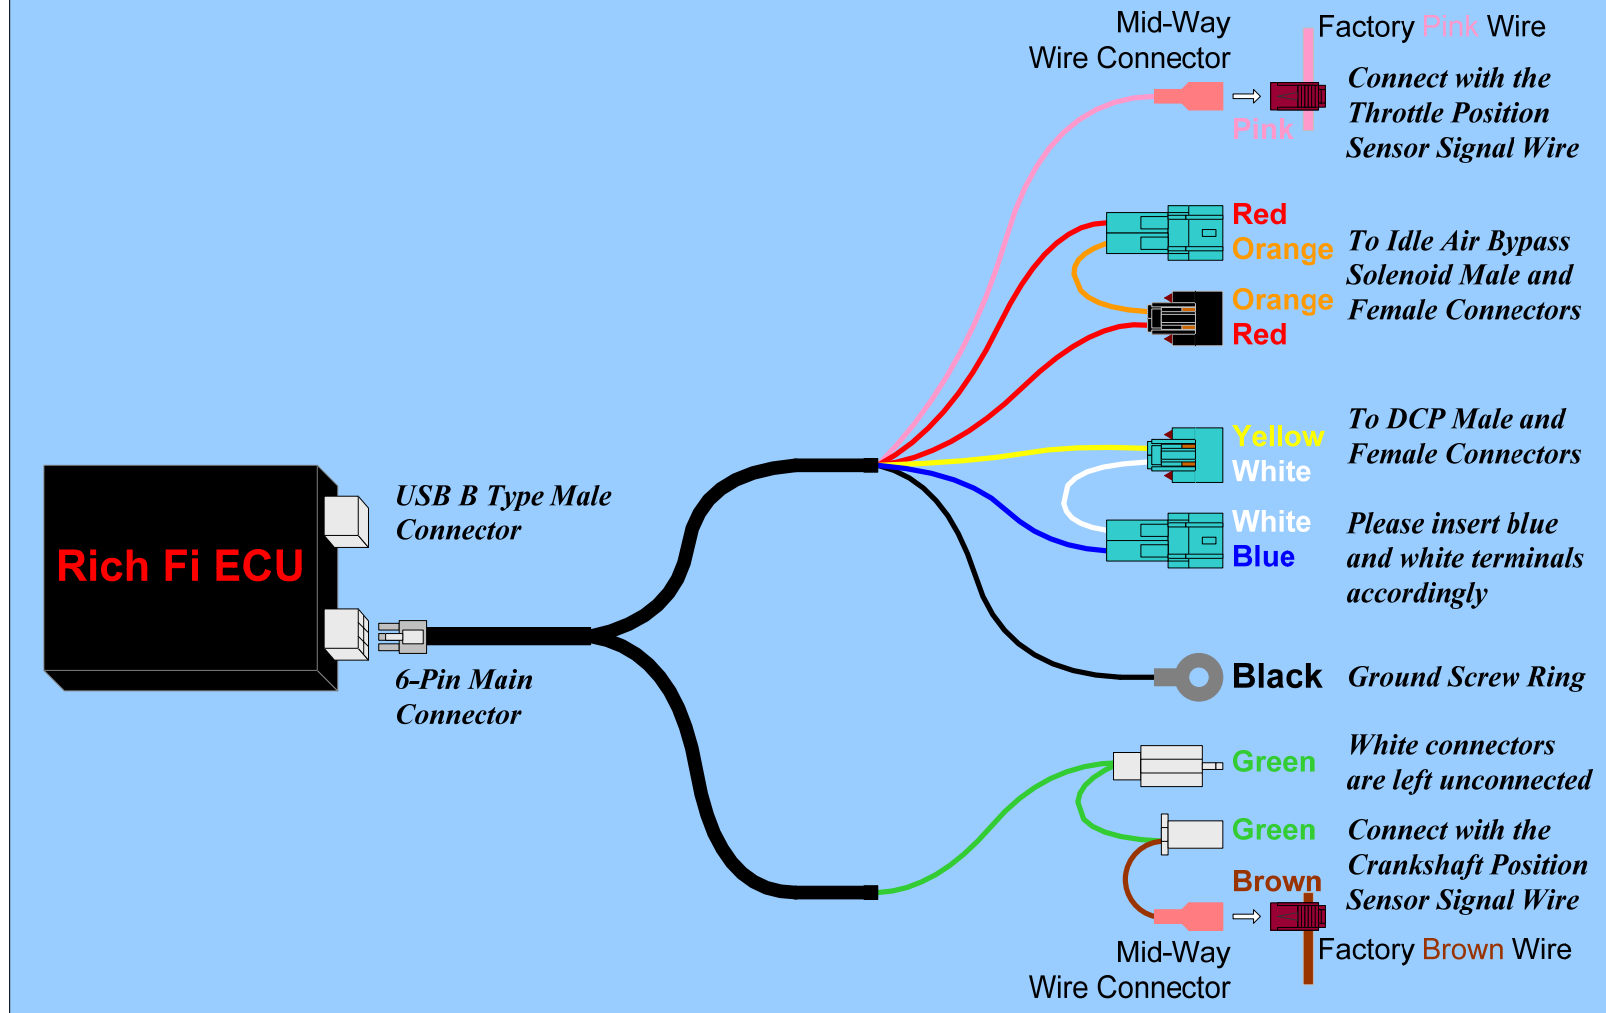 Mid-Way
Wire Connector
Factory Pink Wire
Connect with the
Throttle Position
Sensor Signal Wire
Pink
Red
Orange
Orange
Red
To Idle Air Bypass
Solenoid Male and
Female Connectors
Yellow
White
White
Blue
To DCP Male and
Female Connectors
Please insert blue
and white terminals
accordingly
Rich Fi ECU
USB B Type Male
Connector
6-Pin Main
Connector
Black
Ground Screw Ring
Green
White connectors
are left unconnected
Green
Brown
Connect with the
Crankshaft Position
Sensor Signal Wire
Mid-Way
Wire Connector
Factory Brown Wire